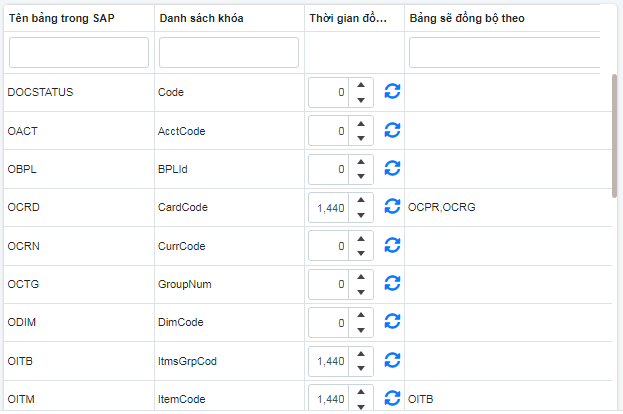 Tên bảng trong SAP Danh sách khóa Thời gian đồ... Bảng sẽ đồng bộ theo
DOCSTATUS Code 0
OACT AcctCode 0
OBPL BPLId 0
OCRD CardCode 1,440 OCPR,OCRG
OCRN CurrCode 0
OCTG GroupNum 0
ODIM DimCode 0
OITB ItmsGrpCod 1,440
OITM ItemCode 1,440 OITB